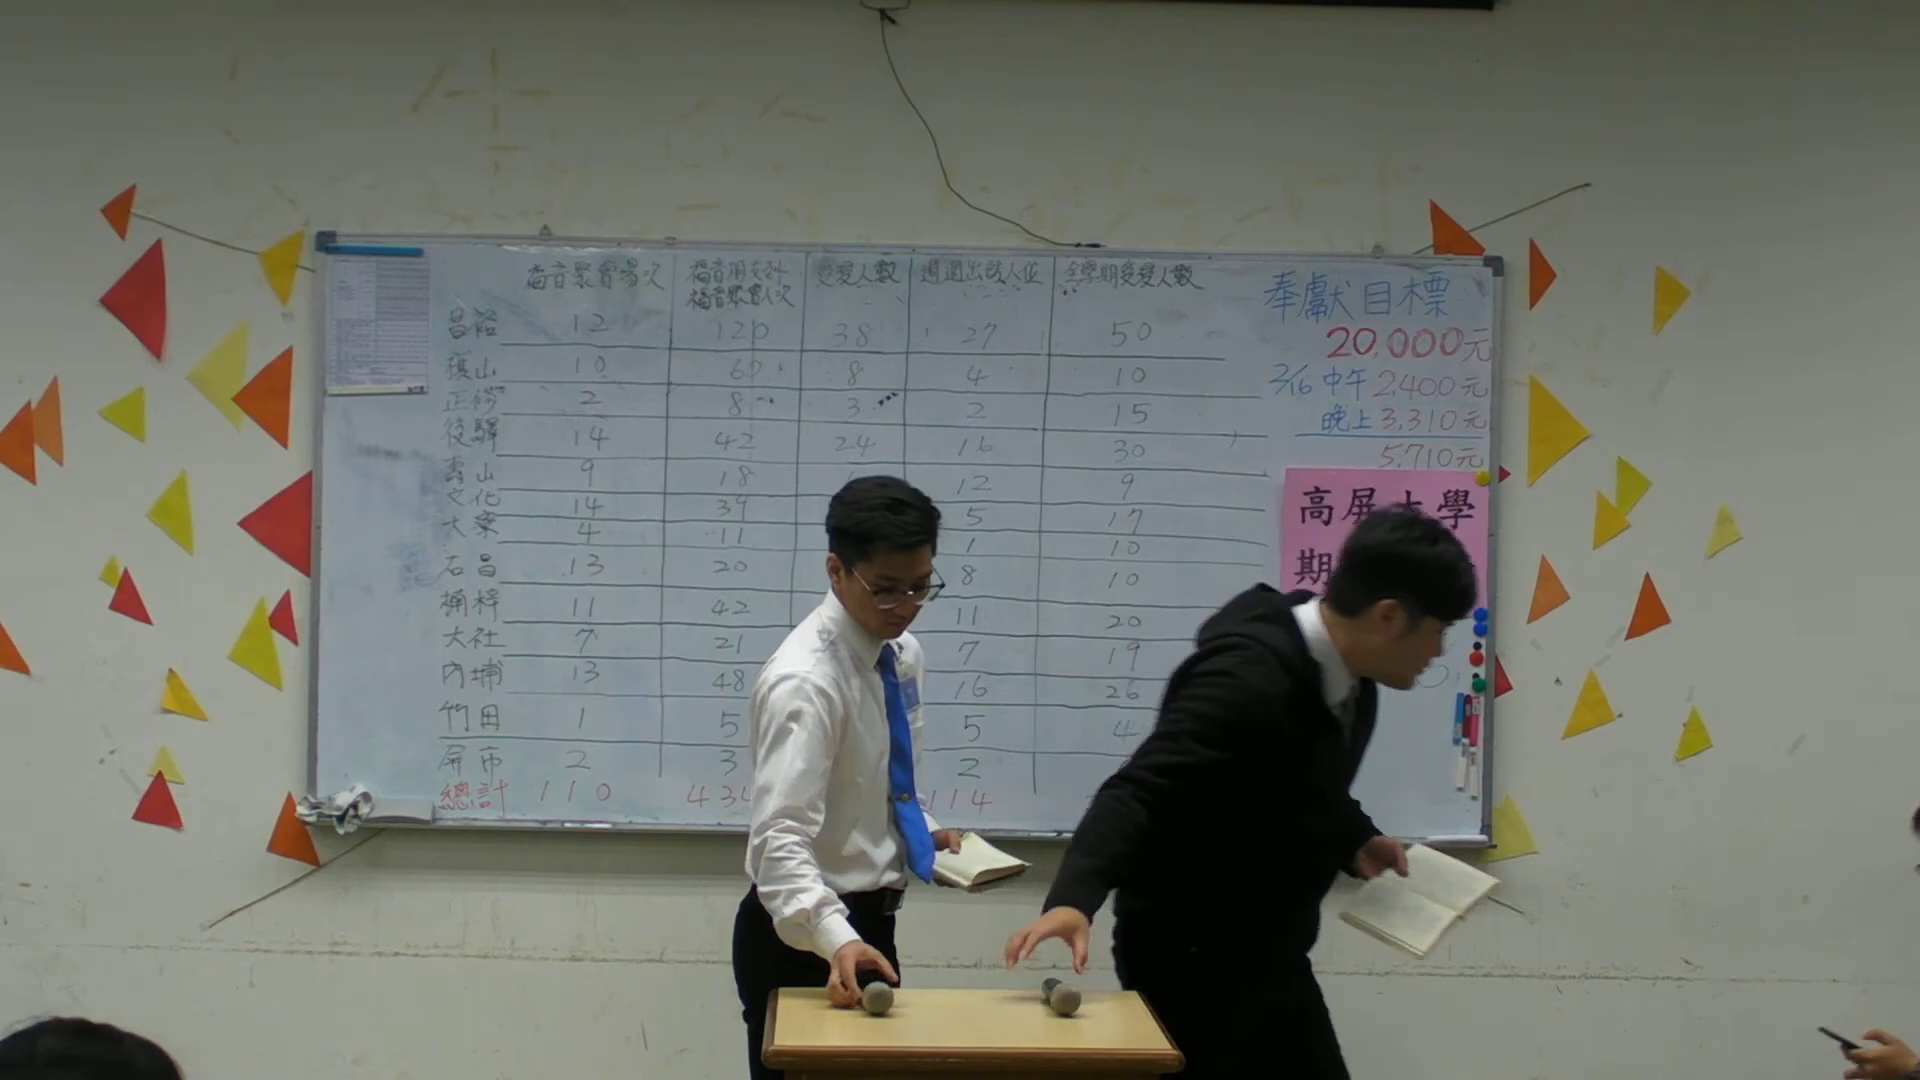 福音聚會場次 福音朋友到福音聚會人次 受浸人數 週週出訪人位 全學期受浸人數
昌裕 12 120 38 27 50
橫山 10 60 8 4 10
正修 2 8 3 2 15
後驛 14 42 24 16 30
壽山 9 18 12 9
文化 14 39 5 17
大寮 4 11 1 10
右昌 13 20 8 10
楠梓 11 42 11 20
大社 7 21 7 19
內埔 13 48 16 26
竹田 1 5 5 4
屏市 2 3 2
總計 110 434 114
奉獻目標
20,000元
2/16 中午 2,400元
晚上 3,310元
5,710元
高屏大學
期